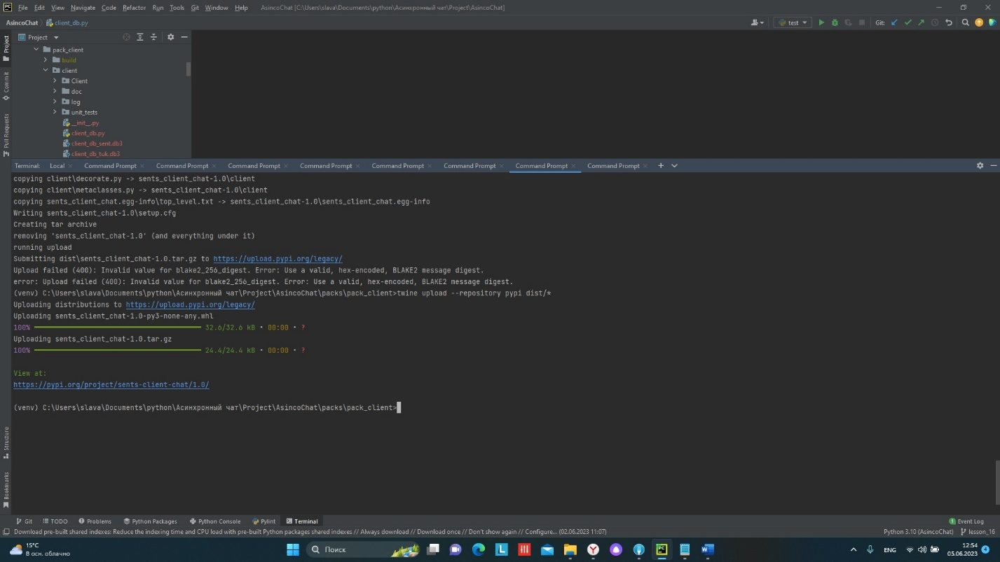 File Edit View Navigate Code Refactor Run Tools Git Window Help AsincoChat [C:\Users\slava\Documents\python\Асинхронный чат\Project\AsincoChat]
AsincoChat client_db.py test Git:
Project
Project
pack_client
build
client
Client
doc
log
unit_tests
__init__.py
client_db.py
client_db_sent.db3
client_db_tuk.db3
Commit
Pull Requests
Terminal: Local Command Prompt Command Prompt Command Prompt Command Prompt Command Prompt Command Prompt Command Prompt Command Prompt
copying client\decorate.py -> sents_client_chat-1.0\client
copying client\metaclasses.py -> sents_client_chat-1.0\client
copying sents_client_chat.egg-info\top_level.txt -> sents_client_chat-1.0\sents_client_chat.egg-info
Writing sents_client_chat-1.0\setup.cfg
Creating tar archive
removing 'sents_client_chat-1.0' (and everything under it)
running upload
Submitting dist\sents_client_chat-1.0.tar.gz to https://upload.pypi.org/legacy/
Upload failed (400): Invalid value for blake2_256_digest. Error: Use a valid, hex-encoded, BLAKE2 message digest.
error: Upload failed (400): Invalid value for blake2_256_digest. Error: Use a valid, hex-encoded, BLAKE2 message digest.
(venv) C:\Users\slava\Documents\python\Асинхронный чат\Project\AsincoChat\packs\pack_client>twine upload --repository pypi dist/*
Uploading distributions to https://upload.pypi.org/legacy/
Uploading sents_client_chat-1.0-py3-none-any.whl
100% 32.6/32.6 kB • 00:00 • ?
Uploading sents_client_chat-1.0.tar.gz
100% 24.4/24.4 kB • 00:00 • ?
View at:
https://pypi.org/project/sents-client-chat/1.0/
(venv) C:\Users\slava\Documents\python\Асинхронный чат\Project\AsincoChat\packs\pack_client>
Structure
Bookmarks
Git TODO Problems Python Packages Python Console Pylint Terminal 1 Event Log
Download pre-built shared indexes: Reduce the indexing time and CPU load with pre-built Python packages shared indexes // Always download // Download once // Don't show again // Configure... (02.06.2023 11:07) Python 3.10 (AsincoChat) lesson_16
15°C
В осн. облачно
Поиск
ENG
12:54
05.06.2023
4